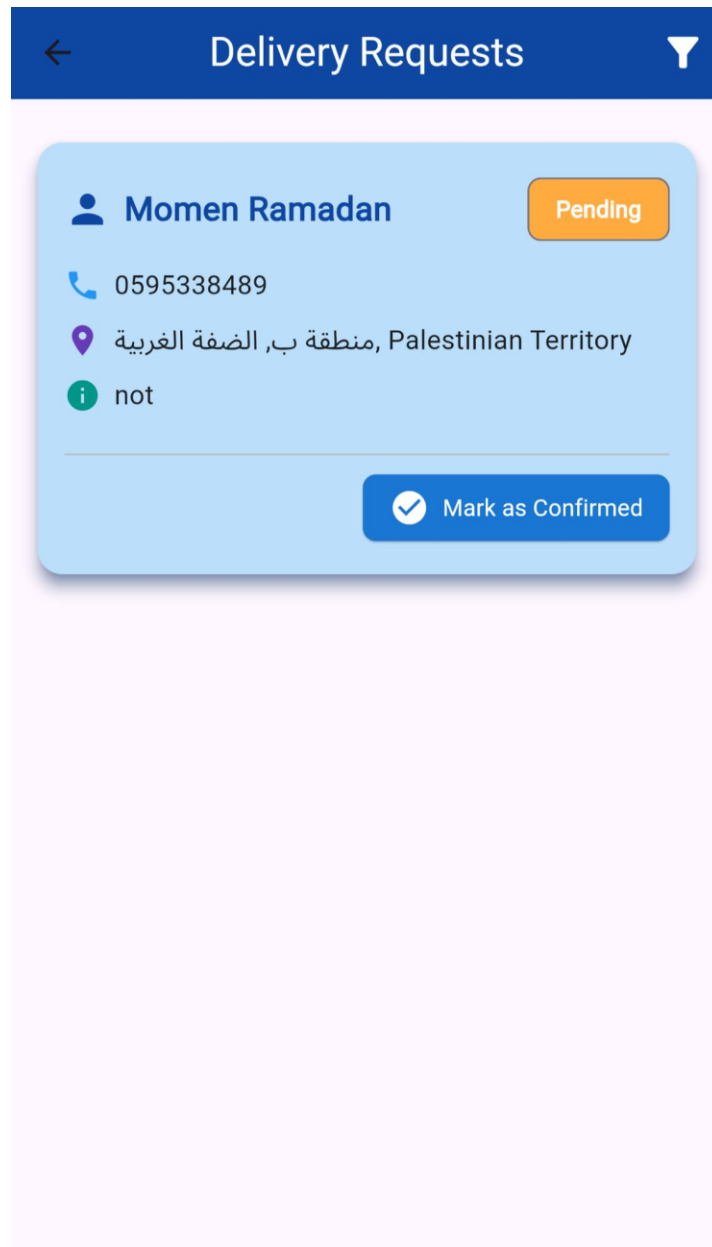 Delivery Requests
Momen Ramadan
Pending
0595338489
منطقة ب, الضفة الغربية, Palestinian Territory
not
Mark as Confirmed